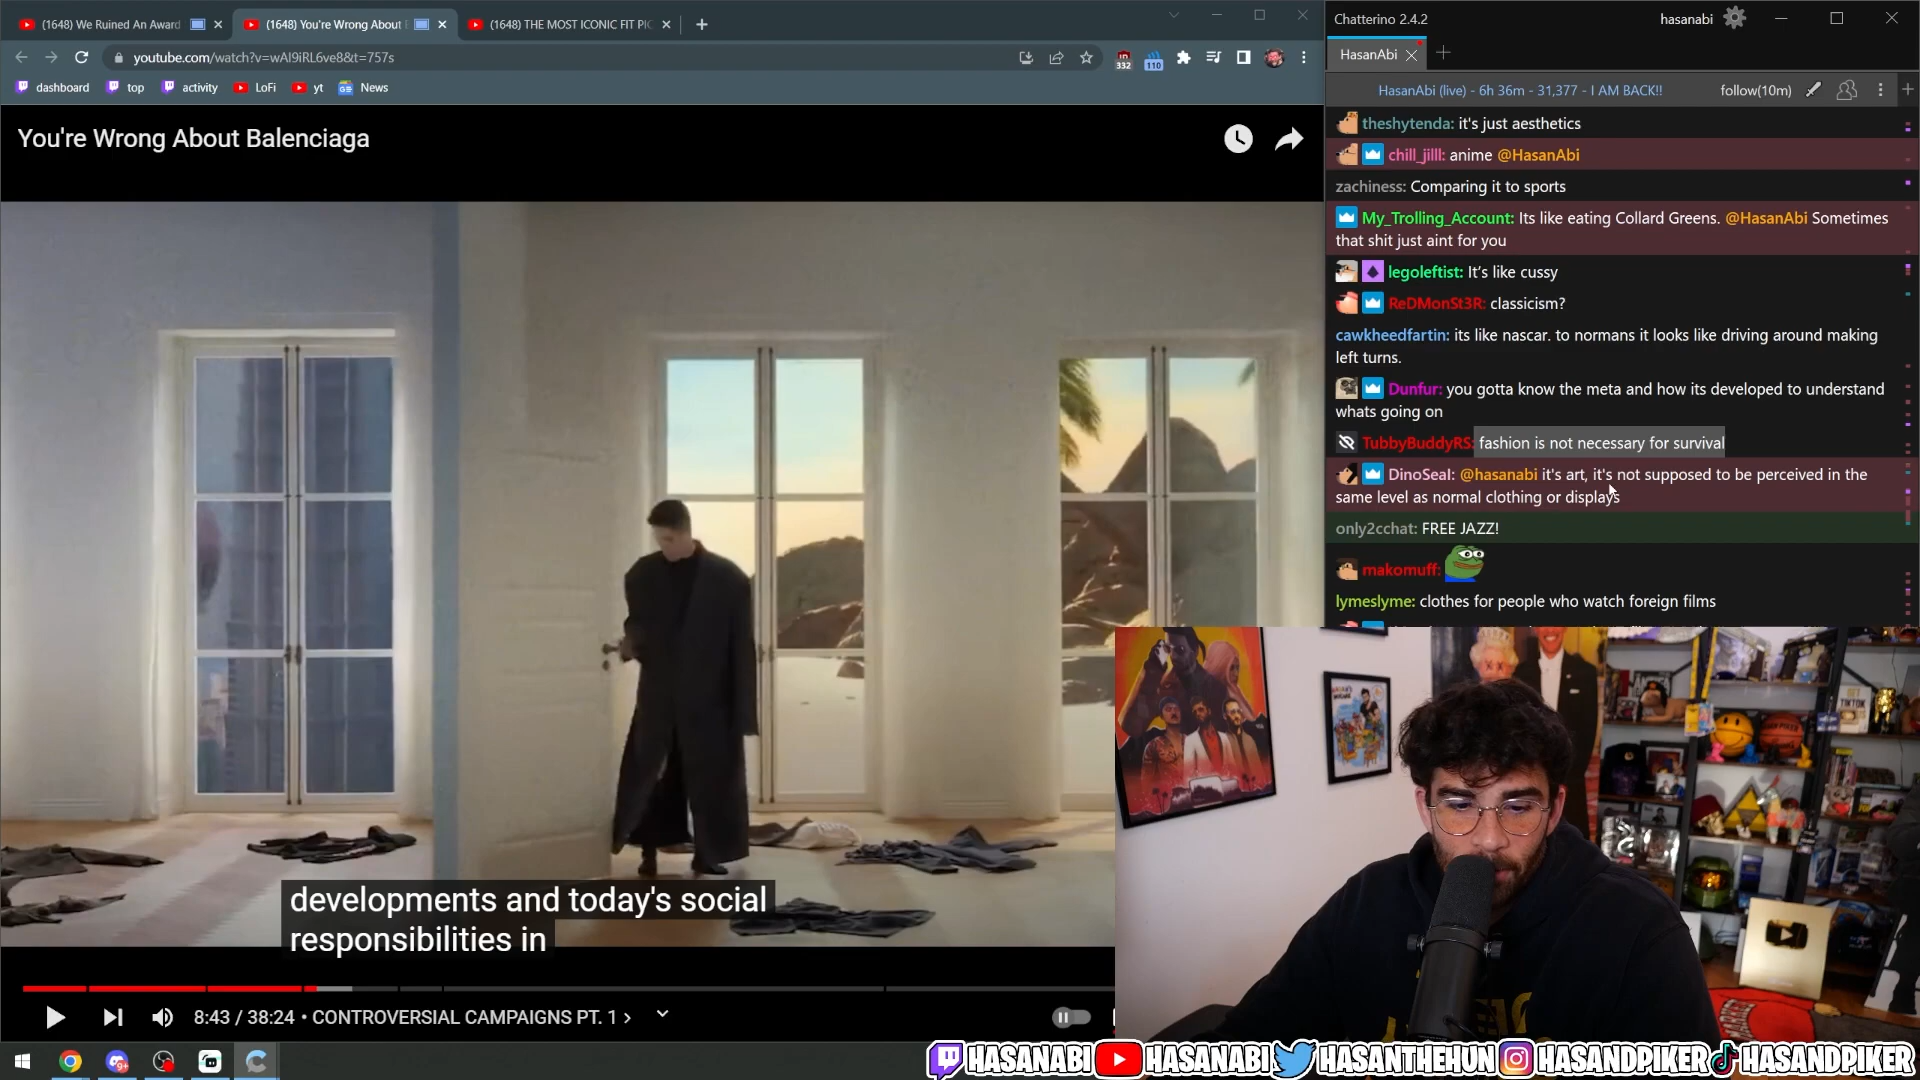 (1648) We Ruined An Award
(1648) You're Wrong About
(1648) THE MOST ICONIC FIT PIC
youtube.com/watch?v=wAI9iRL6ve8&t=757s
332
110
dashboard
top
activity
LoFi
yt
News
You're Wrong About Balenciaga
developments and today's social
responsibilities in
8:43 / 38:24 • CONTROVERSIAL CAMPAIGNS PT. 1 >
Chatterino 2.4.2
hasanabi
HasanAbi
HasanAbi (live) - 6h 36m - 31,377 - I AM BACK!!
follow(10m)
theshytenda: it's just aesthetics
chill_jilll: anime @HasanAbi
zachiness: Comparing it to sports
My_Trolling_Account: Its like eating Collard Greens. @HasanAbi Sometimes
that shit just aint for you
legoleftist: It's like cussy
ReDMonSt3R: classicism?
cawkheedfartin: its like nascar. to normans it looks like driving around making
left turns.
Dunfur: you gotta know the meta and how its developed to understand
whats going on
TubbyBuddyRS: fashion is not necessary for survival
DinoSeal: @hasanabi it's art, it's not supposed to be perceived in the
same level as normal clothing or displays
only2cchat: FREE JAZZ!
makomuff:
lymeslyme: clothes for people who watch foreign films
HASANABI HASANABI HASANTHEHUN HASANDPIKER HASANDPIKER